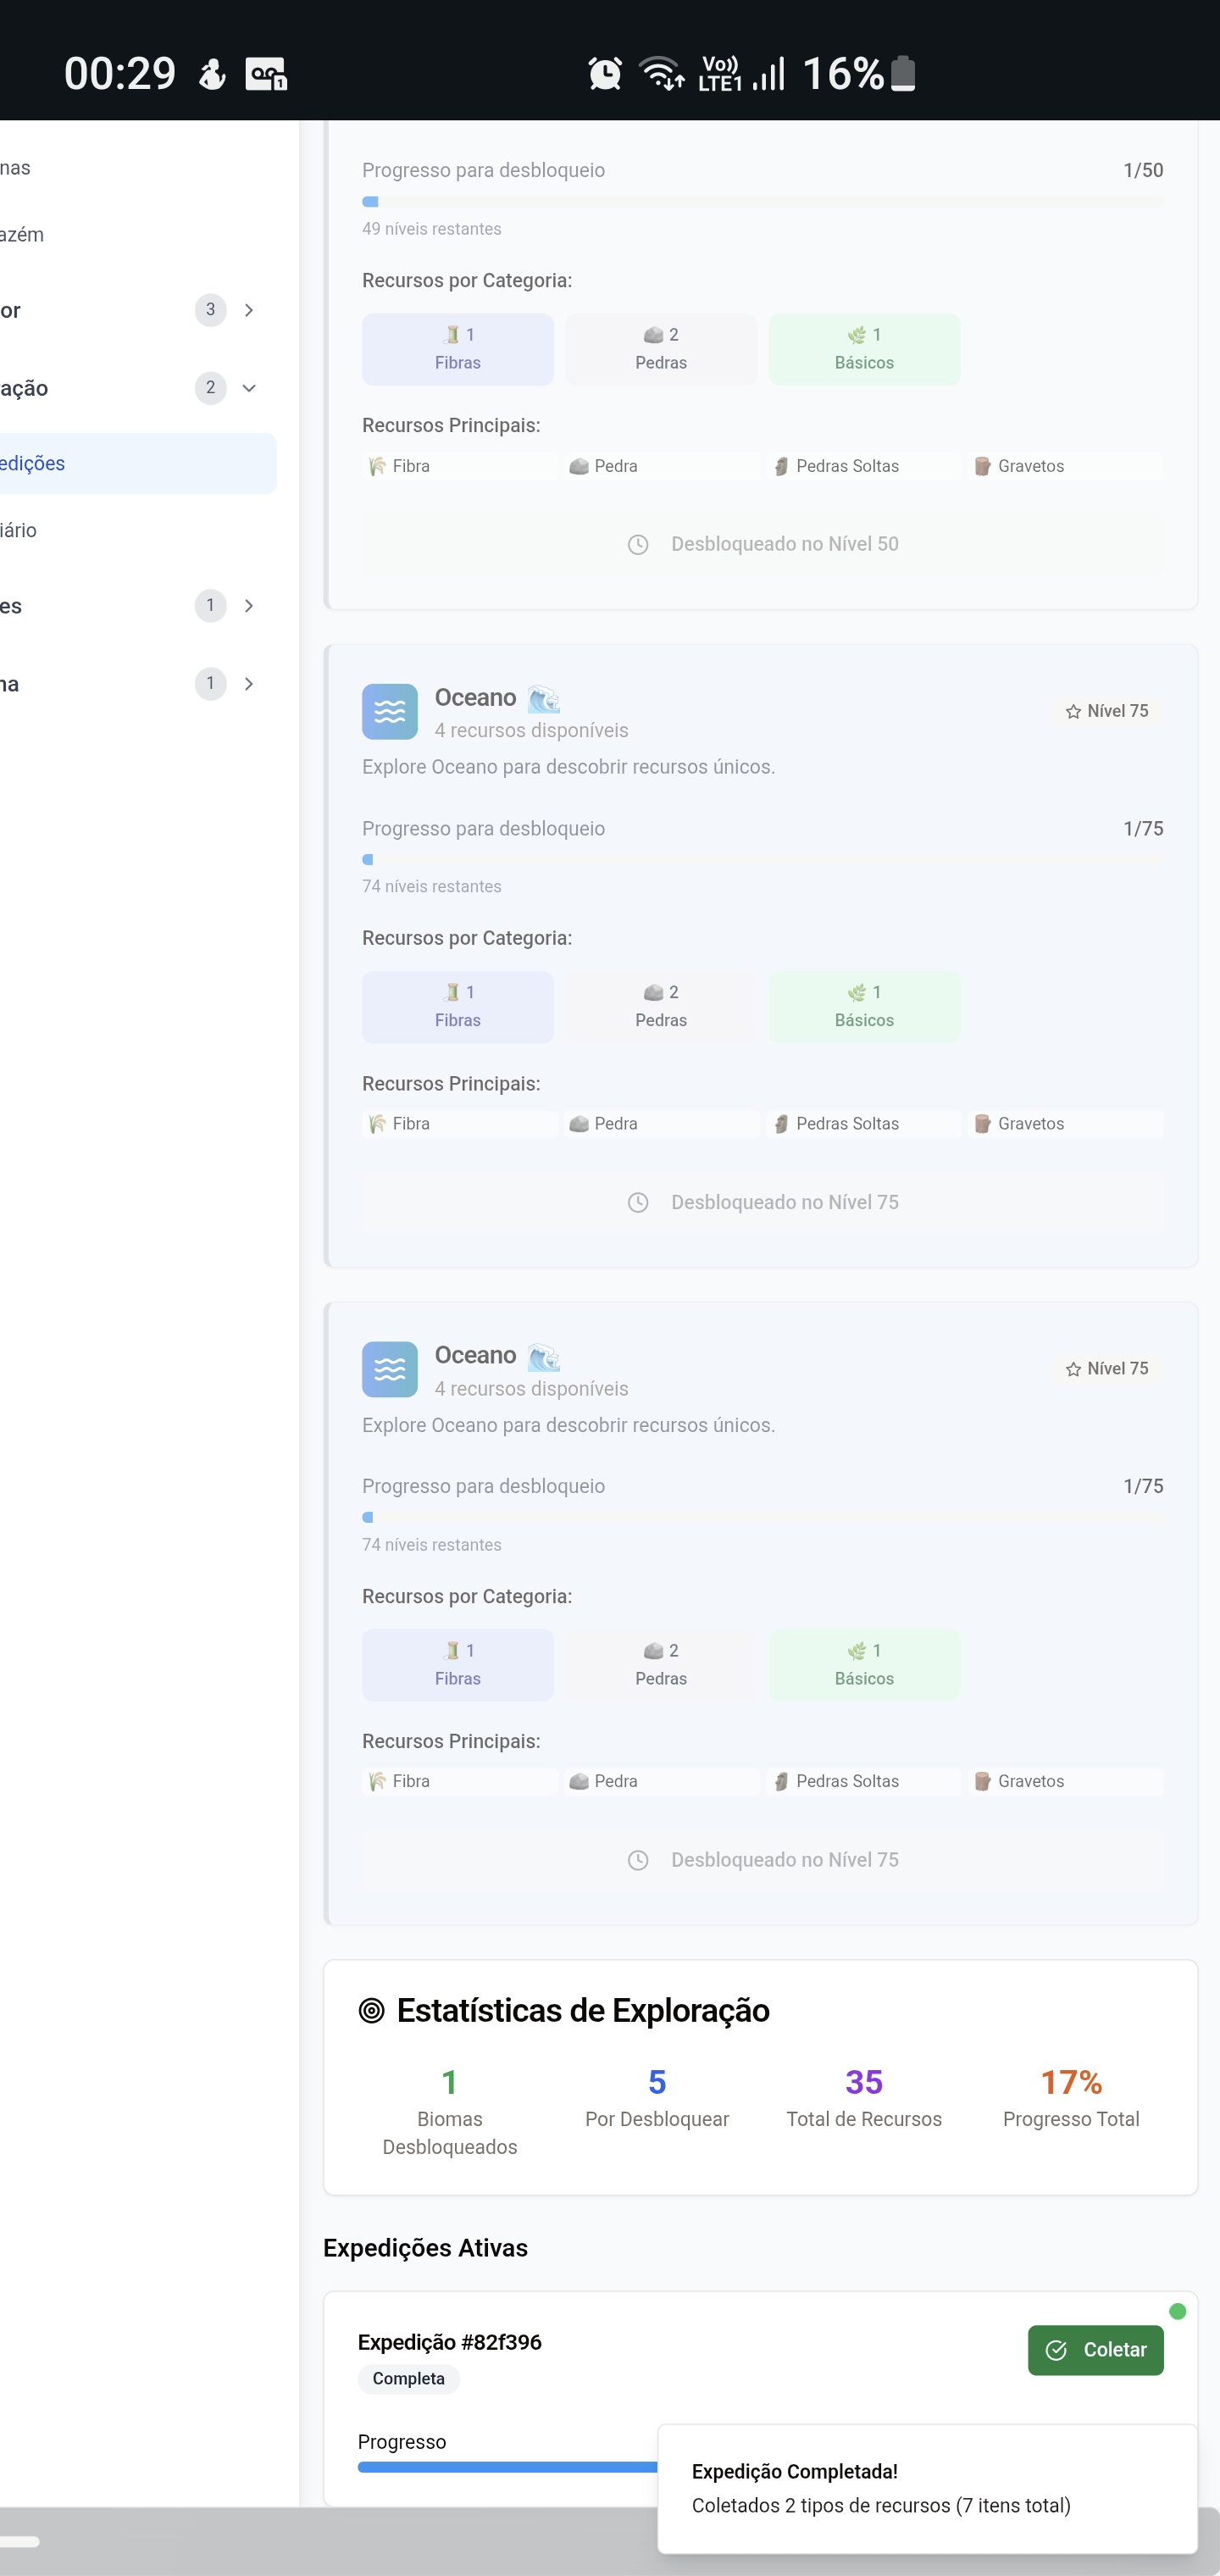 00:29
Vo))
LTE1
16%
nas
azém
or
3
ação
2
edições
iário
es
1
na
1
Progresso para desbloqueio
1/50
49 níveis restantes
Recursos por Categoria:
1
Fibras
2
Pedras
1
Básicos
Recursos Principais:
Fibra
Pedra
Pedras Soltas
Gravetos
Desbloqueado no Nível 50
Oceano
Nível 75
4 recursos disponíveis
Explore Oceano para descobrir recursos únicos.
Progresso para desbloqueio
1/75
74 níveis restantes
Recursos por Categoria:
1
Fibras
2
Pedras
1
Básicos
Recursos Principais:
Fibra
Pedra
Pedras Soltas
Gravetos
Desbloqueado no Nível 75
Oceano
Nível 75
4 recursos disponíveis
Explore Oceano para descobrir recursos únicos.
Progresso para desbloqueio
1/75
74 níveis restantes
Recursos por Categoria:
1
Fibras
2
Pedras
1
Básicos
Recursos Principais:
Fibra
Pedra
Pedras Soltas
Gravetos
Desbloqueado no Nível 75
Estatísticas de Exploração
1
Biomas
Desbloqueados
5
Por Desbloquear
35
Total de Recursos
17%
Progresso Total
Expedições Ativas
Expedição #82f396
Completa
Coletar
Progresso
Expedição Completada!
Coletados 2 tipos de recursos (7 itens total)